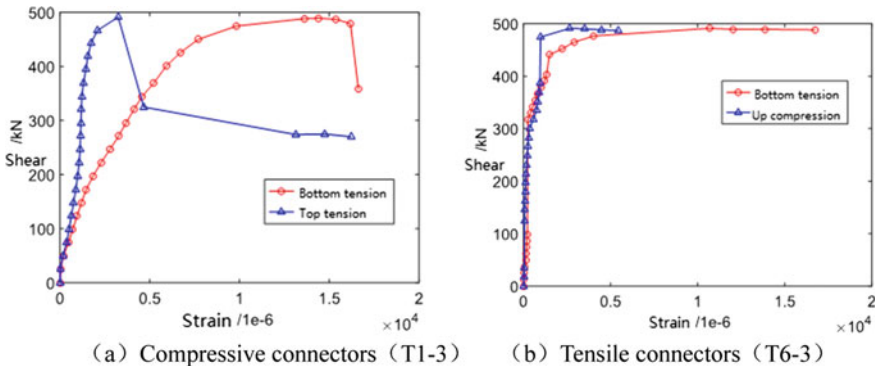 500
400
300
200
100
0
/kN
Shear
Bottom tension
Top tension
0 0.5 1 1.5 2
Strain /1e-6
×10⁴
(a) Compressive connectors (T1-3)
500
400
300
200
100
0
/kN
Shear
Bottom tension
Up compression
0 0.5 1 1.5 2
Strain /1e-6
×10⁴
(b) Tensile connectors (T6-3)